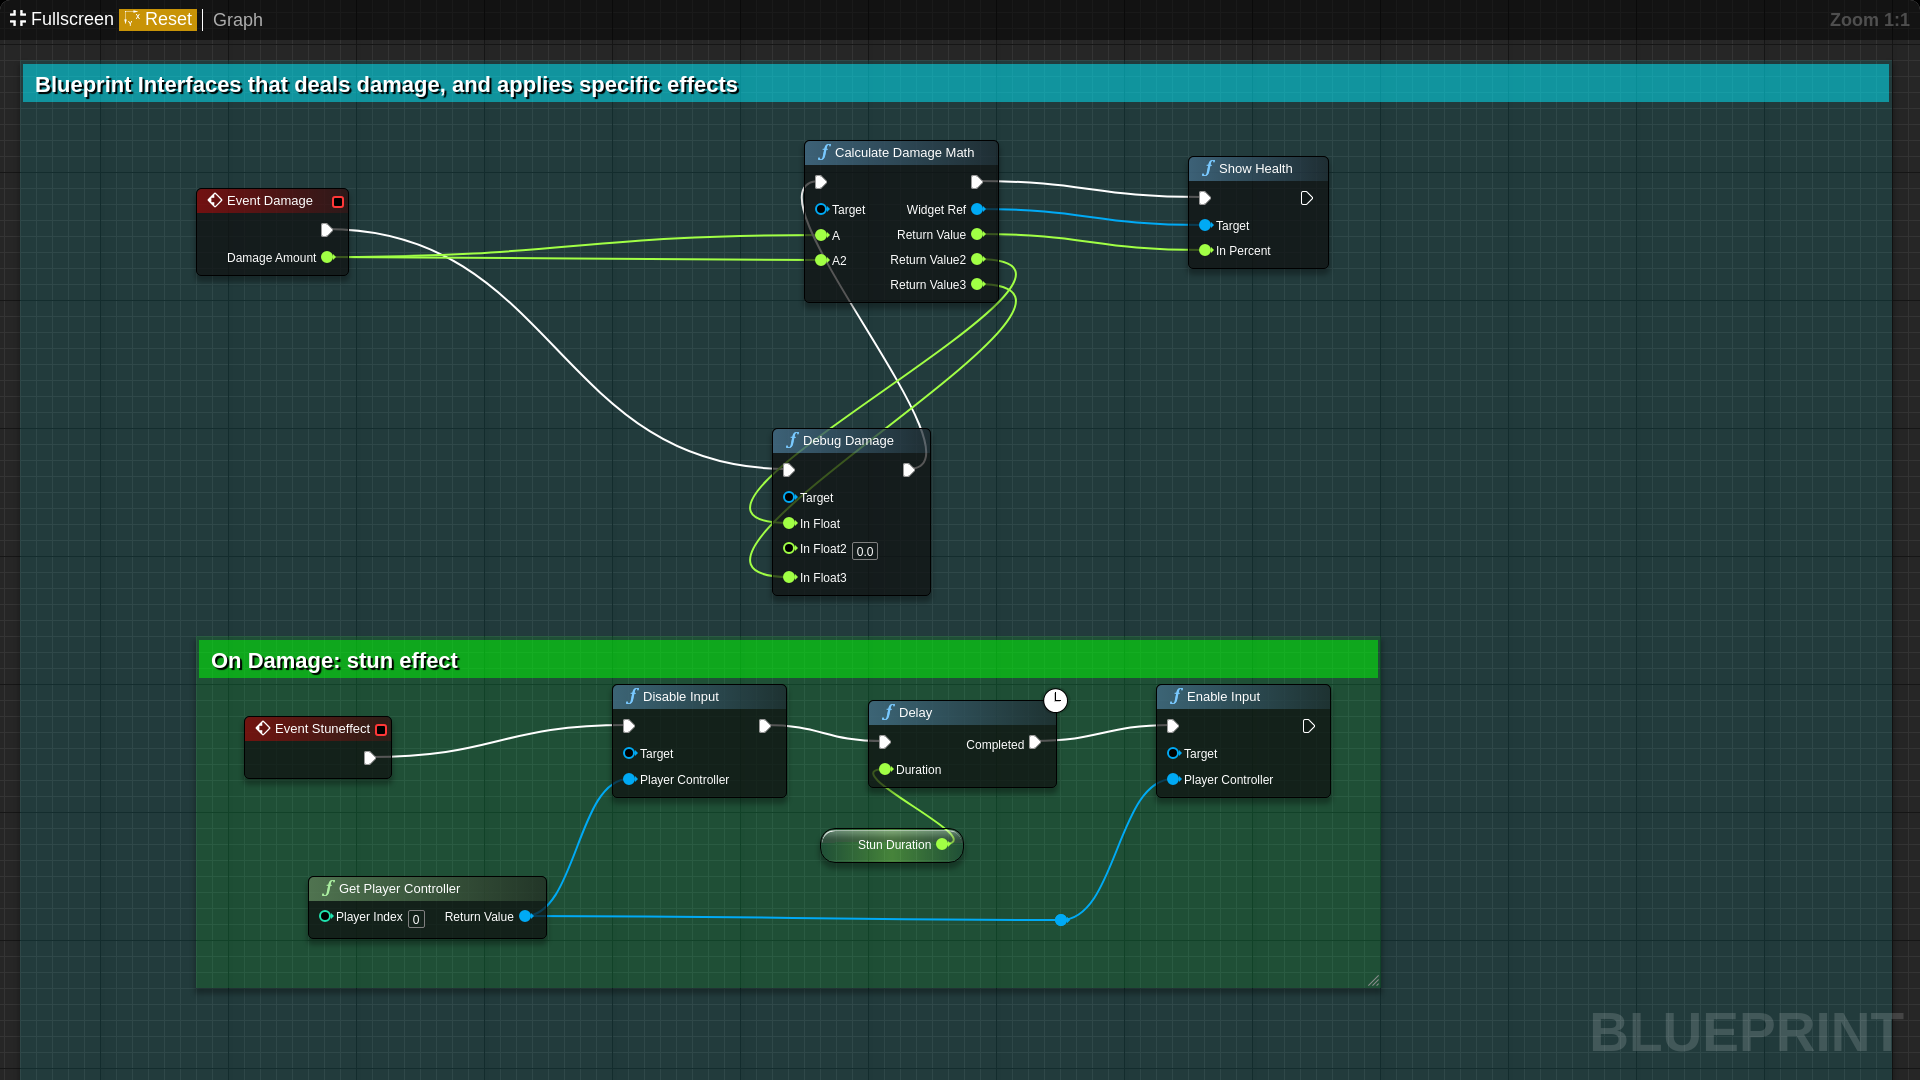 Fullscreen Reset Graph Zoom 1:1
Blueprint Interfaces that deals damage, and applies specific effects
Event Damage
Damage Amount
Calculate Damage Math
Target Widget Ref
A Return Value
A2 Return Value2
Return Value3
Show Health
Target
In Percent
Debug Damage
Target
In Float
In Float2 0.0
In Float3
On Damage: stun effect
Event Stuneffect
Disable Input
Target
Player Controller
Delay
Completed
Duration
Enable Input
Target
Player Controller
Stun Duration
Get Player Controller
Player Index 0 Return Value
BLUEPRINT